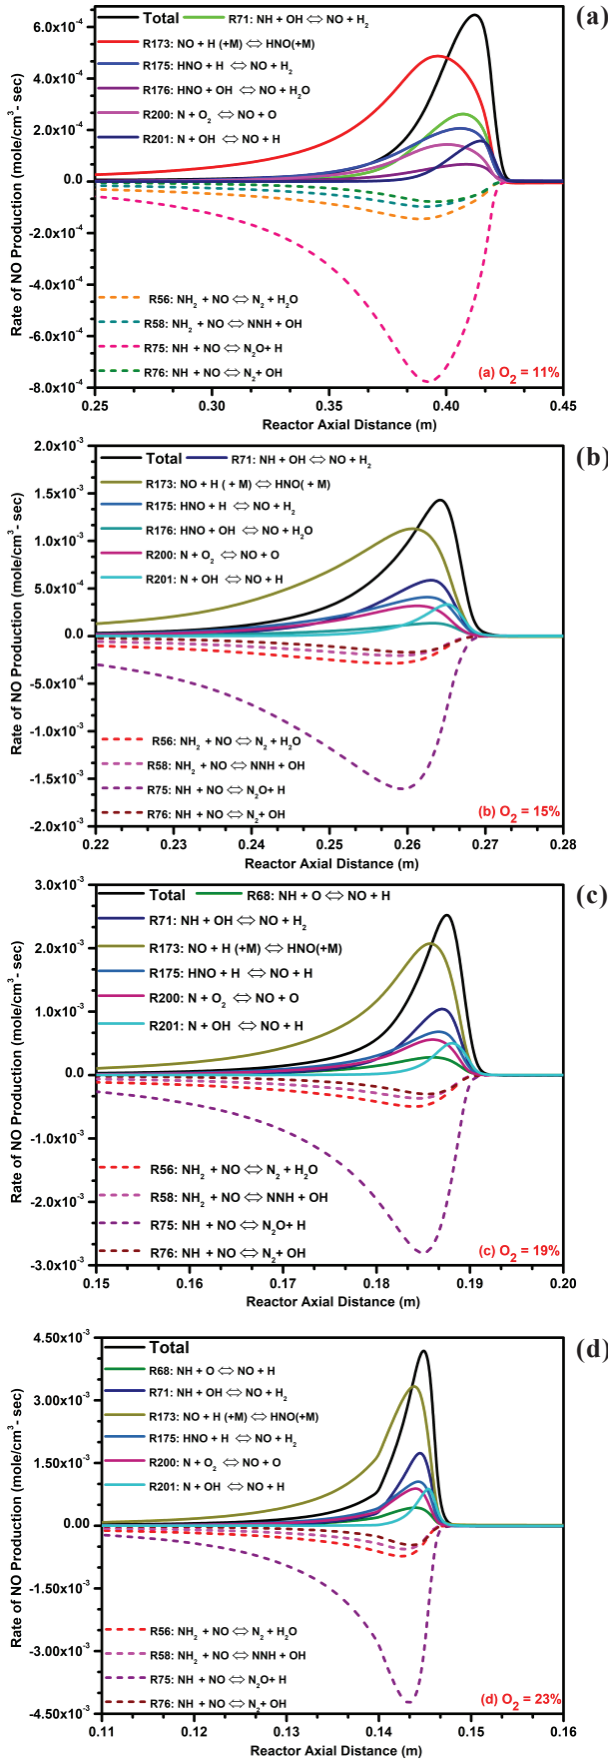 (a)
Total R71: NH + OH ⇔ NO + H₂
R173: NO + H (+M) ⇔ HNO(+M)
R175: HNO + H ⇔ NO + H₂
R176: HNO + OH ⇔ NO + H₂O
R200: N + O₂ ⇔ NO + O
R201: N + OH ⇔ NO + H
6.0x10⁻⁴
4.0x10⁻⁴
2.0x10⁻⁴
0.0
-2.0x10⁻⁴
-4.0x10⁻⁴
-6.0x10⁻⁴
-8.0x10⁻⁴
Rate of NO Production (mole/cm³- sec)
R56: NH₂ + NO ⇔ N₂ + H₂O
R58: NH₂ + NO ⇔ NNH + OH
R75: NH + NO ⇔ N₂O+ H
R76: NH + NO ⇔ N₂+ OH
(a) O₂ = 11%
0.25 0.30 0.35 0.40 0.45
Reactor Axial Distance (m)
(b)
Total R71: NH + OH ⇔ NO + H₂
R173: NO + H ( + M) ⇔ HNO( + M)
R175: HNO + H ⇔ NO + H₂
R176: HNO + OH ⇔ NO + H₂O
R200: N + O₂ ⇔ NO + O
R201: N + OH ⇔ NO + H
2.0x10⁻³
1.5x10⁻³
1.0x10⁻³
5.0x10⁻⁴
0.0
-5.0x10⁻⁴
-1.0x10⁻³
-1.5x10⁻³
-2.0x10⁻³
Rate of NO Production (mole/cm³- sec)
R56: NH₂ + NO ⇔ N₂ + H₂O
R58: NH₂ + NO ⇔ NNH + OH
R75: NH + NO ⇔ N₂O+ H
R76: NH + NO ⇔ N₂+ OH
(b) O₂ = 15%
0.22 0.23 0.24 0.25 0.26 0.27 0.28
Reactor Axial Distance (m)
(c)
Total R68: NH + O ⇔ NO + H
R71: NH + OH ⇔ NO + H₂
R173: NO + H (+M) ⇔ HNO(+M)
R175: HNO + H ⇔ NO + H
R200: N + O₂ ⇔ NO + O
R201: N + OH ⇔ NO + H
3.0x10⁻³
2.0x10⁻³
1.0x10⁻³
0.0
-1.0x10⁻³
-2.0x10⁻³
-3.0x10⁻³
Rate of NO Production (mole/cm³- sec)
R56: NH₂ + NO ⇔ N₂ + H₂O
R58: NH₂ + NO ⇔ NNH + OH
R75: NH + NO ⇔ N₂O+ H
R76: NH + NO ⇔ N₂+ OH
(c) O₂ = 19%
0.15 0.16 0.17 0.18 0.19 0.20
Reactor Axial Distance (m)
(d)
Total
R68: NH + O ⇔ NO + H
R71: NH + OH ⇔ NO + H₂
R173: NO + H (+M) ⇔ HNO(+M)
R175: HNO + H ⇔ NO + H₂
R200: N + O₂ ⇔ NO + O
R201: N + OH ⇔ NO + H
4.50x10⁻³
3.00x10⁻³
1.50x10⁻³
0.00
-1.50x10⁻³
-3.00x10⁻³
-4.50x10⁻³
Rate of NO Production (mole/cm³- sec)
R56: NH₂ + NO ⇔ N₂ + H₂O
R58: NH₂ + NO ⇔ NNH + OH
R75: NH + NO ⇔ N₂O+ H
R76: NH + NO ⇔ N₂+ OH
(d) O₂ = 23%
0.11 0.12 0.13 0.14 0.15 0.16
Reactor Axial Distance (m)